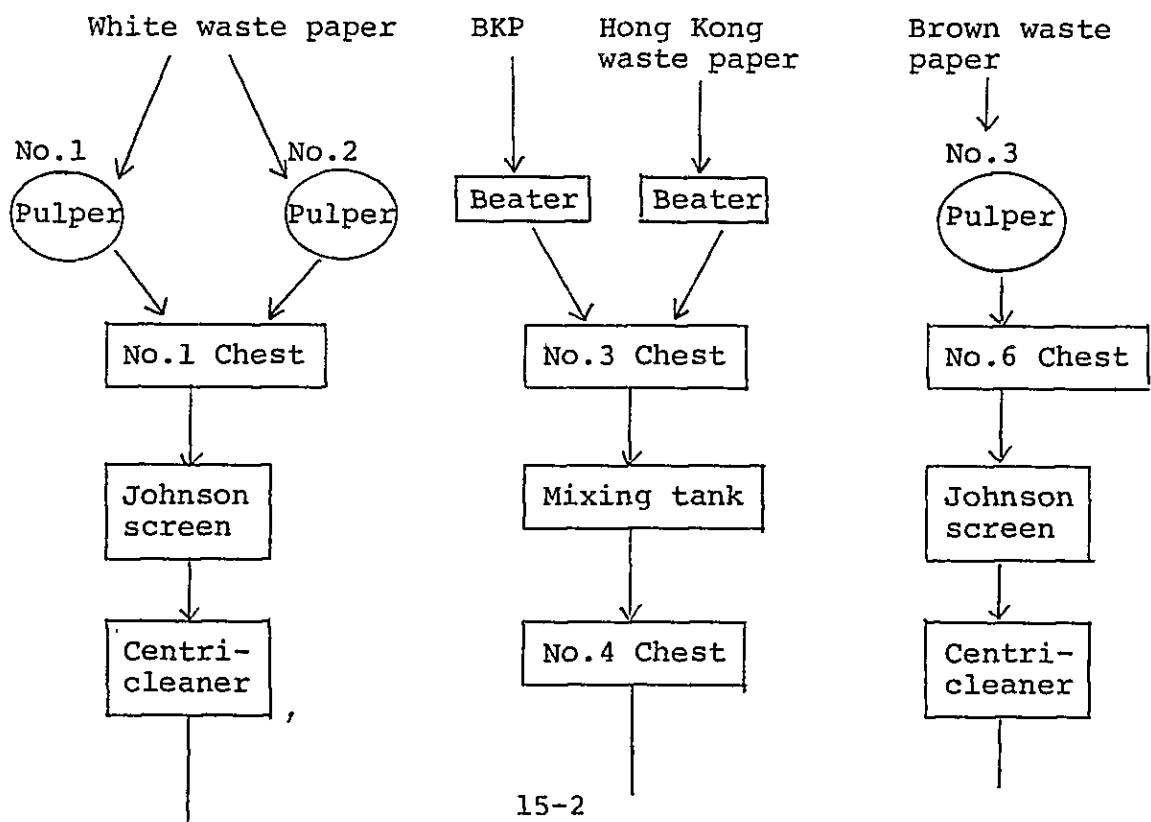 White waste paper
BKP
Hong Kong
waste paper
Brown waste
paper
No.1
No.2
No.3
Pulper
Pulper
Beater
Beater
Pulper
No.1 Chest
No.3 Chest
No.6 Chest
Johnson
screen
Mixing tank
Johnson
screen
Centri-
cleaner
No.4 Chest
Centri-
cleaner
15-2